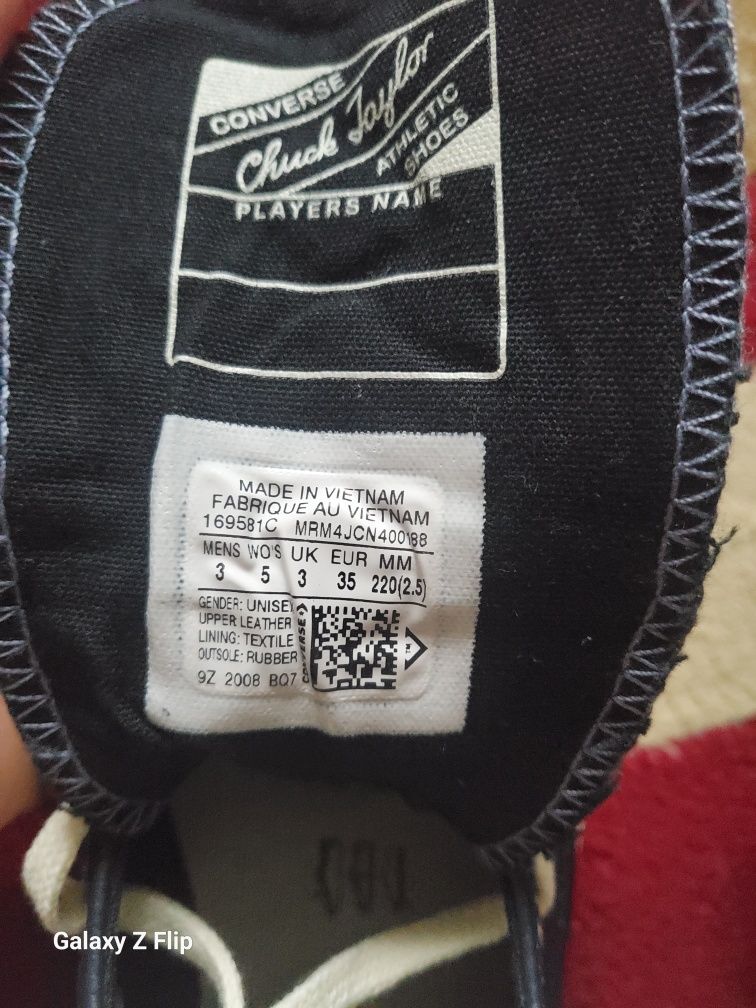 CONVERSE
Chuck Taylor
ATHLETIC
SHOES
PLAYERS NAME
MADE IN VIETNAM
FABRIQUE AU VIETNAM
169581C MRM4JCN400188
MENS WO'S UK EUR MM
3 5 3 35 220(2.5)
GENDER: UNISEX
UPPER LEATHER
LINING: TEXTILE
OUTSOLE: RUBBER
9Z 2008 BQ7
CONVERSE
TM
Galaxy Z Flip